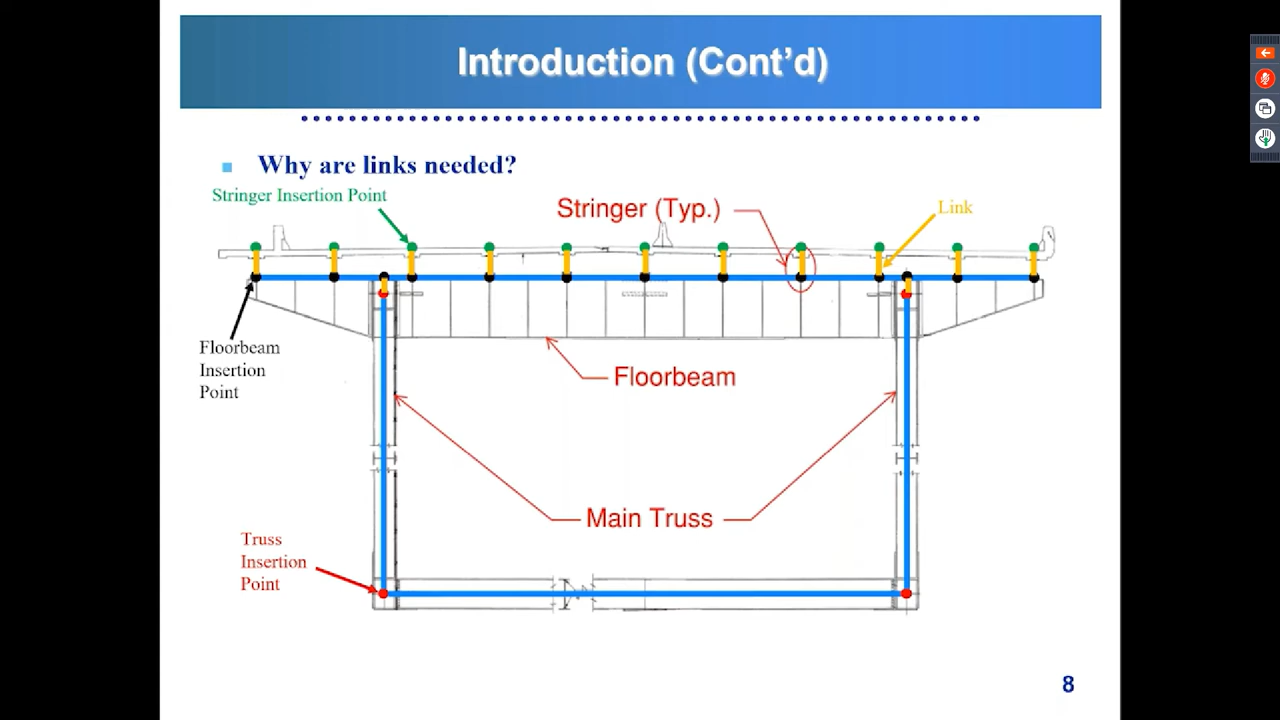 Introduction (Cont’d)
Why are links needed?
Stringer Insertion Point
Stringer (Typ.)
Link
Floorbeam
Insertion
Point
Floorbeam
Main Truss
Truss
Insertion
Point
8